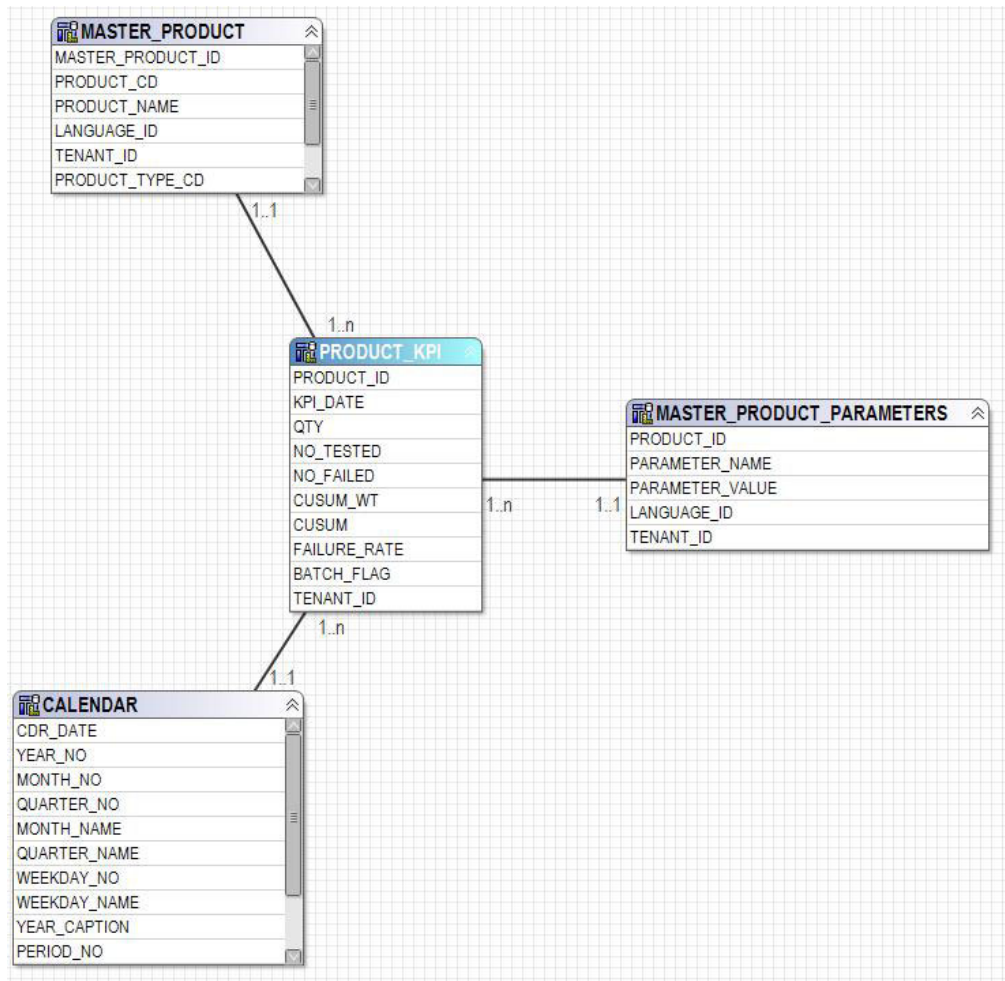 MASTER_PRODUCT
MASTER_PRODUCT_ID
PRODUCT_CD
PRODUCT_NAME
LANGUAGE_ID
TENANT_ID
PRODUCT_TYPE_CD
1..1
1..n
PRODUCT_KPI
PRODUCT_ID
KPI_DATE
QTY
NO_TESTED
NO_FAILED
CUSUM_WT
CUSUM
FAILURE_RATE
BATCH_FLAG
TENANT_ID
1..n
1..1
MASTER_PRODUCT_PARAMETERS
PRODUCT_ID
PARAMETER_NAME
PARAMETER_VALUE
LANGUAGE_ID
TENANT_ID
1..n
1..1
CALENDAR
CDR_DATE
YEAR_NO
MONTH_NO
QUARTER_NO
MONTH_NAME
QUARTER_NAME
WEEKDAY_NO
WEEKDAY_NAME
YEAR_CAPTION
PERIOD_NO